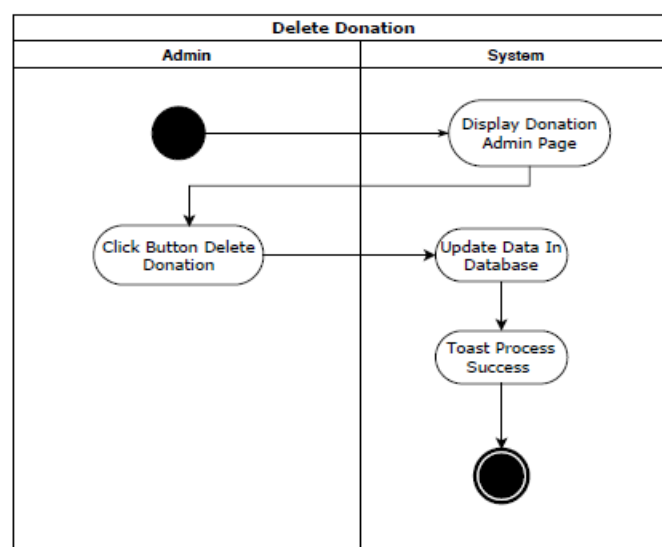 Delete Donation
Admin
System
Display Donation
Admin Page
Click Button Delete
Donation
Update Data In
Database
Toast Process
Success